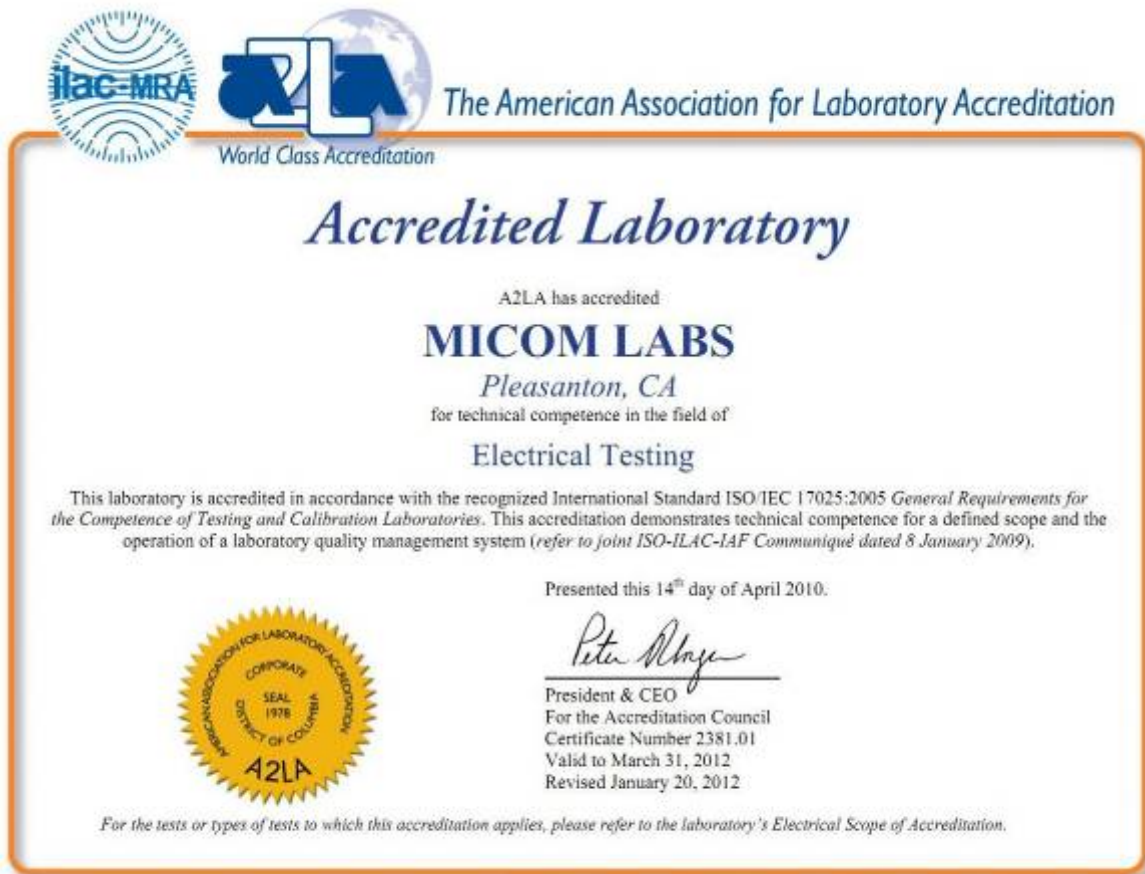 ilac-MRA
a2la
The American Association for Laboratory Accreditation
World Class Accreditation
Accredited Laboratory
A2LA has accredited
MICOM LABS
Pleasanton, CA
for technical competence in the field of
Electrical Testing
This laboratory is accredited in accordance with the recognized International Standard ISO/IEC 17025:2005 General Requirements for
the Competence of Testing and Calibration Laboratories. This accreditation demonstrates technical competence for a defined scope and the
operation of a laboratory quality management system (refer to joint ISO-ILAC-IAF Communiqué dated 8 January 2009).
Presented this 14th day of April 2010.
Peter
President & CEO
For the Accreditation Council
Certificate Number 2381.01
Valid to March 31, 2012
Revised January 20, 2012
AMERICAN ASSOCIATION FOR LABORATORY ACCREDITATION
CORPORATE
SEAL
1978
DISTRICT OF COLUMBIA
A2LA
For the tests or types of tests to which this accreditation applies, please refer to the laboratory's Electrical Scope of Accreditation.